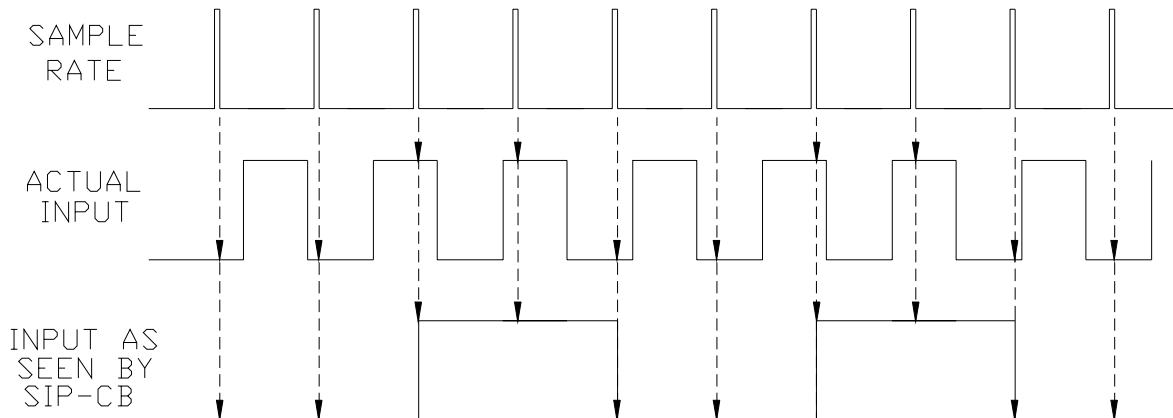 SAMPLE
RATE
ACTUAL
INPUT
INPUT AS
SEEN BY
SIP-CB